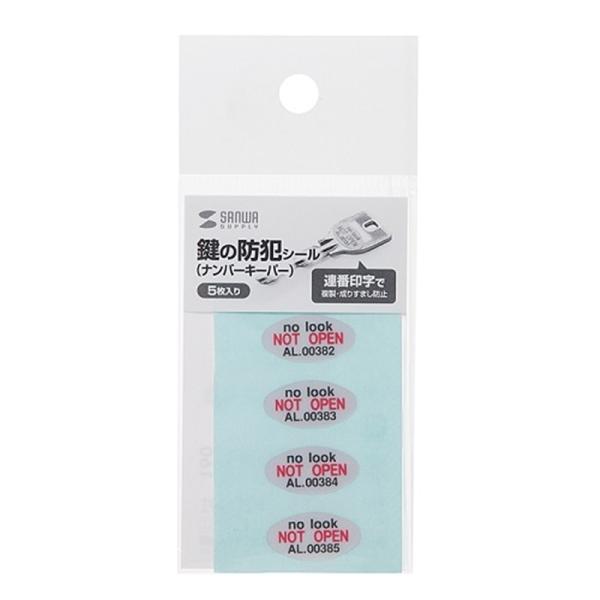 SANWA
SUPPLY
鍵の防犯シール
(ナンバーキーパー)
5枚入り
連番印字で
複製・成りすまし防止
no look
NOT OPEN
AL.00382
no look
NOT OPEN
AL.00383
no look
NOT OPEN
AL.00384
no look
NOT OPEN
AL.00385